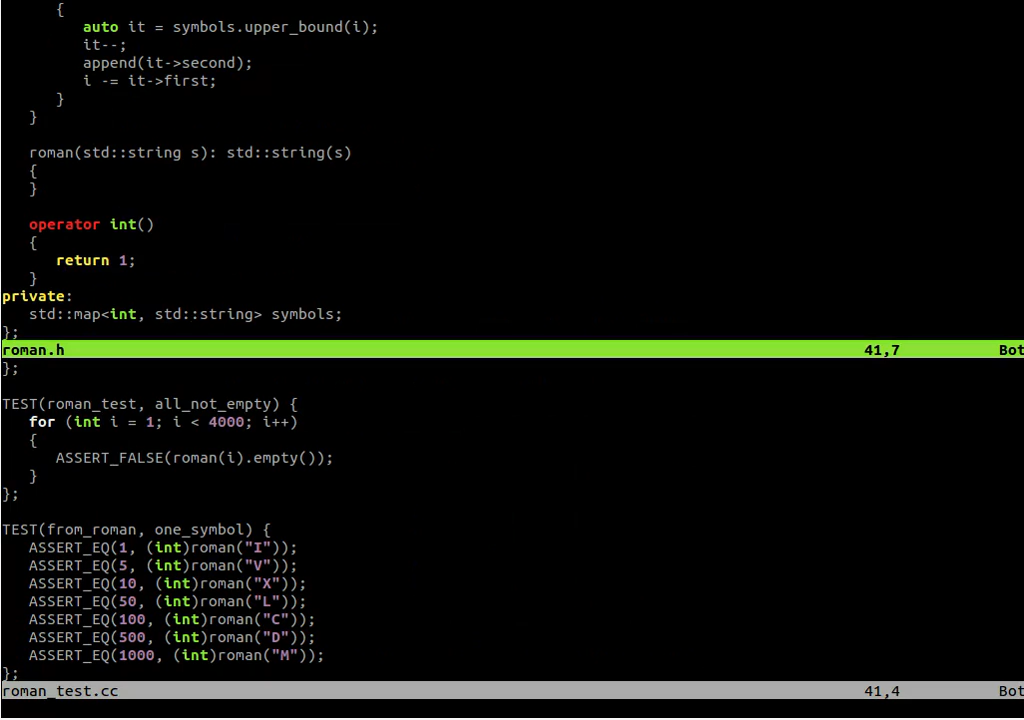 {
auto it = symbols.upper_bound(i);
it--;
append(it->second);
i -= it->first;
}
}
roman(std::string s): std::string(s)
{
}
operator int()
{
return 1;
}
private:
std::map<int, std::string> symbols;
};
roman.h 41,7 Bot
};
TEST(roman_test, all_not_empty) {
for (int i = 1; i < 4000; i++)
{
ASSERT_FALSE(roman(i).empty());
}
};
TEST(from_roman, one_symbol) {
ASSERT_EQ(1, (int)roman("I"));
ASSERT_EQ(5, (int)roman("V"));
ASSERT_EQ(10, (int)roman("X"));
ASSERT_EQ(50, (int)roman("L"));
ASSERT_EQ(100, (int)roman("C"));
ASSERT_EQ(500, (int)roman("D"));
ASSERT_EQ(1000, (int)roman("M"));
};
roman_test.cc 41,4 Bot